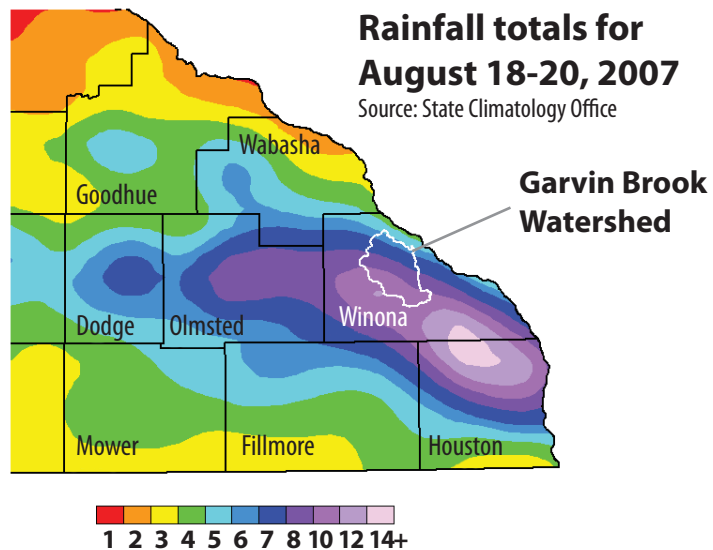 Rainfall totals for
August 18-20, 2007
Source: State Climatology Office
Wabasha
Goodhue
Garvin Brook
Watershed
Dodge
Olmsted
Winona
Mower
Fillmore
Houston
1 2 3 4 5 6 7 8 10 12 14+